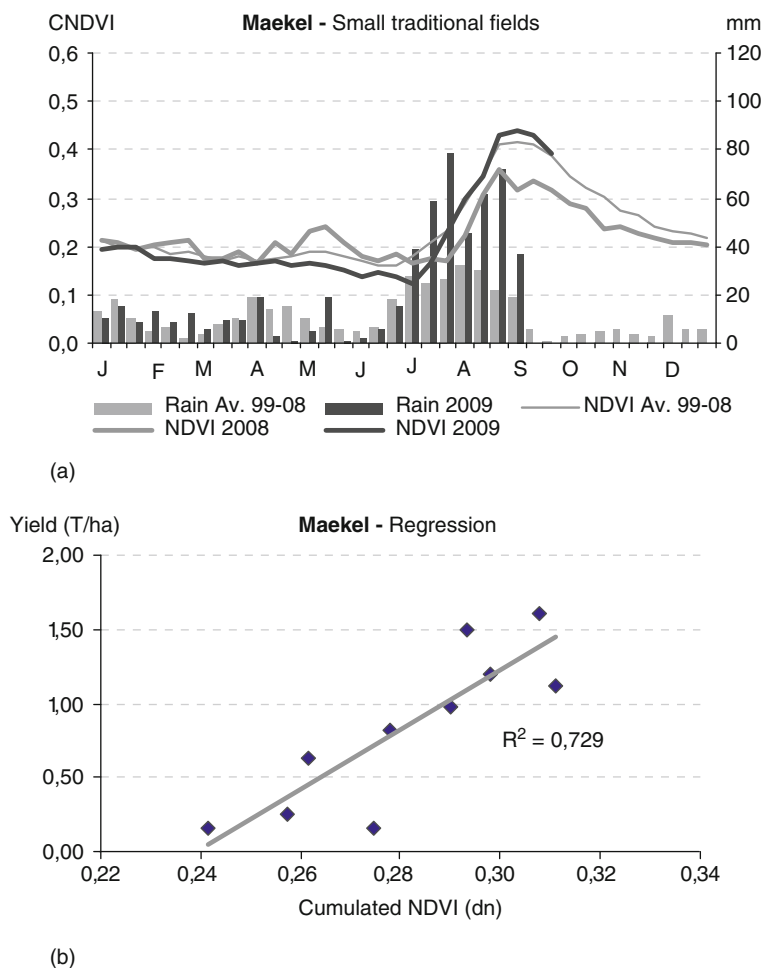 CNDVI Maekel - Small traditional fields mm
0,6 120
0,5 100
0,4 80
0,3 60
0,2 40
0,1 20
0,0 0
J F M A M J J A S O N D
Rain Av. 99-08 Rain 2009 NDVI Av. 99-08
NDVI 2008 NDVI 2009
(a)
Yield (T/ha) Maekel - Regression
2,00
1,50
1,00
R² = 0,729
0,50
0,00
0,22 0,24 0,26 0,28 0,30 0,32 0,34
Cumulated NDVI (dn)
(b)